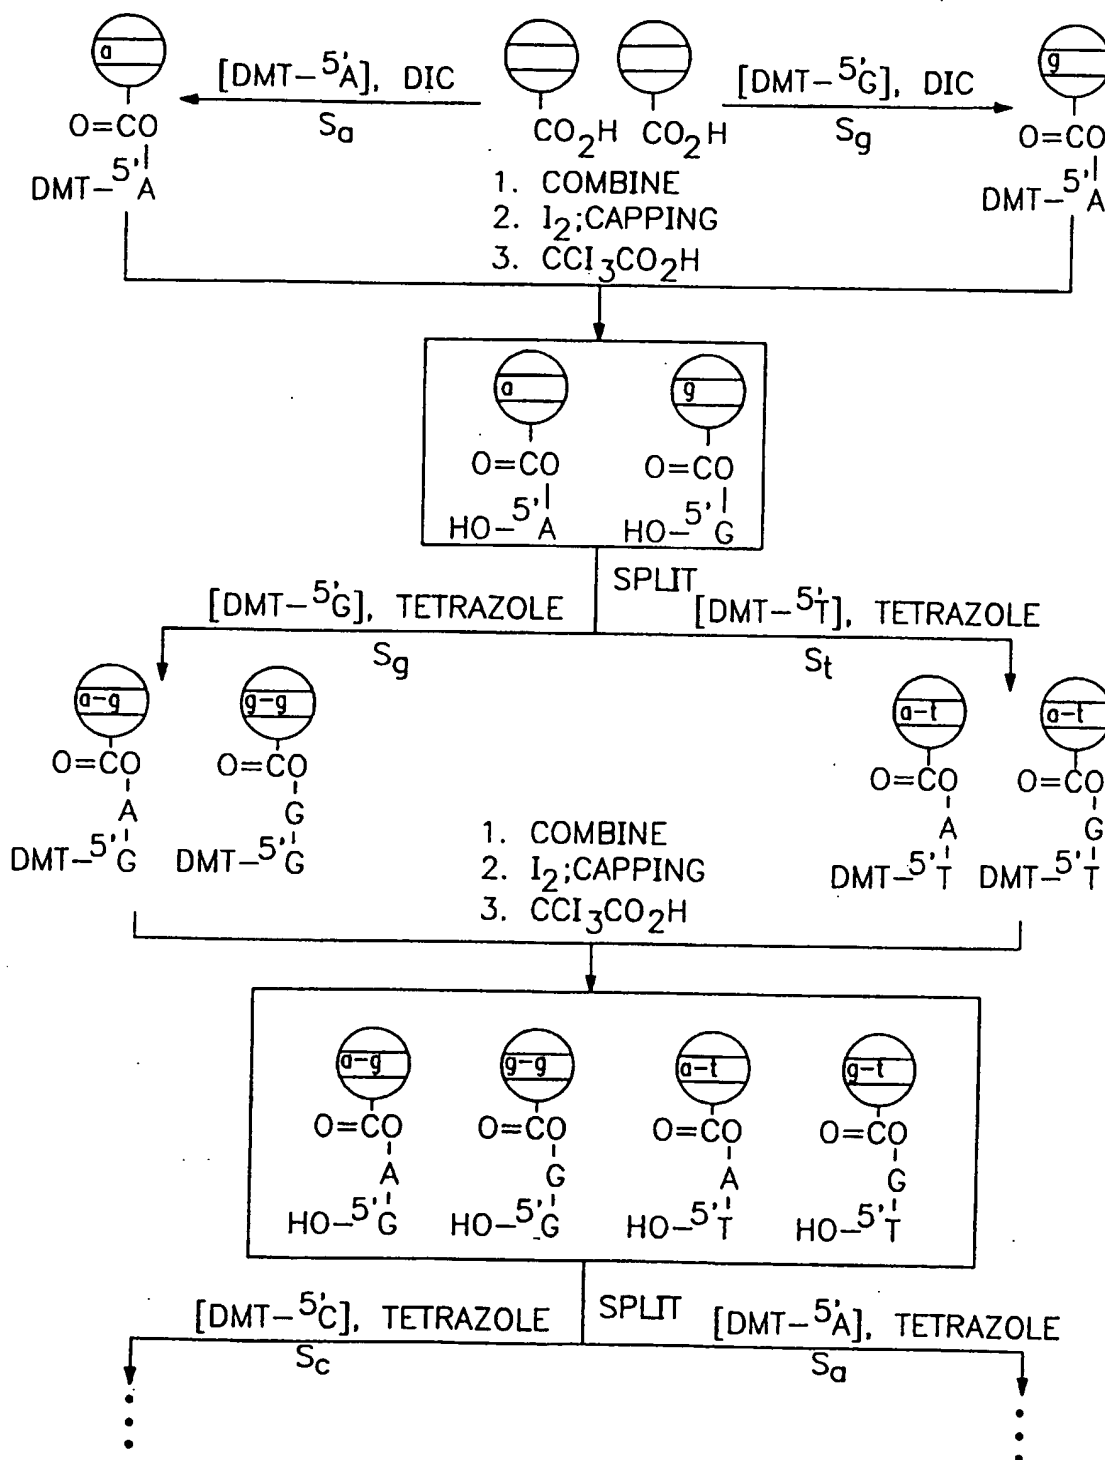 a
g
[DMT-5'A], DIC
[DMT-5'G], DIC
Sa
Sg
CO2H CO2H
O=CO
O=CO
DMT-5'A
DMT-5'A
1. COMBINE
2. I2;CAPPING
3. CCl3CO2H
a
g
O=CO
O=CO
HO-5'A
HO-5'G
SPLIT
[DMT-5'G], TETRAZOLE
[DMT-5'T], TETRAZOLE
Sg
St
a-g
g-g
a-t
a-t
O=CO
O=CO
O=CO
O=CO
A
G
A
G
DMT-5'G
DMT-5'G
DMT-5'T
DMT-5'T
1. COMBINE
2. I2;CAPPING
3. CCl3CO2H
a-g
g-g
a-t
g-t
O=CO
O=CO
O=CO
O=CO
A
G
A
G
HO-5'G
HO-5'G
HO-5'T
HO-5'T
[DMT-5'C], TETRAZOLE
SPLIT
[DMT-5'A], TETRAZOLE
Sc
Sa